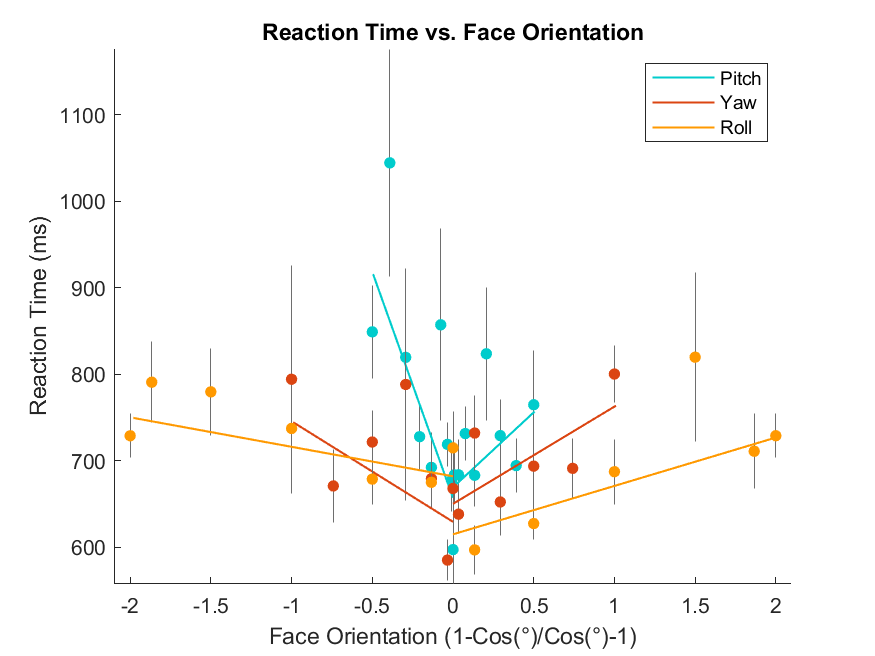 Reaction Time vs. Face Orientation
Pitch
Yaw
Roll
Reaction Time (ms)
1100
1000
900
800
700
600
-2 -1.5 -1 -0.5 0 0.5 1 1.5 2
Face Orientation (1-Cos(°)/Cos(°)-1)